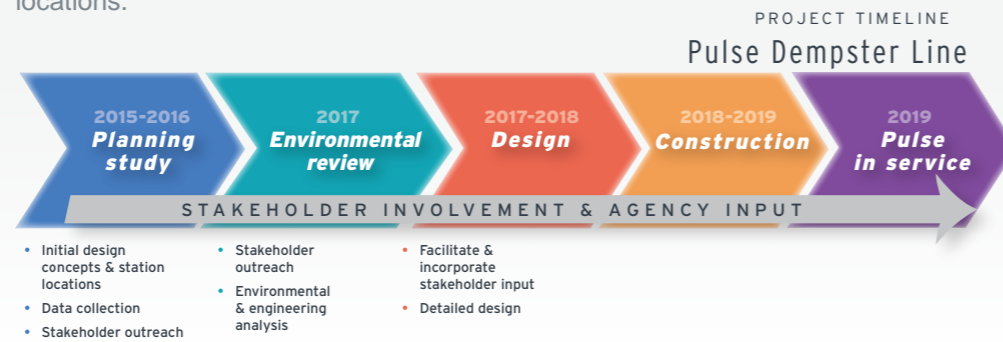 locations.
PROJECT TIMELINE
Pulse Dempster Line
2015-2016
Planning
study
2017
Environmental
review
2017-2018
Design
2018-2019
Construction
2019
Pulse
in service
STAKEHOLDER INVOLVEMENT & AGENCY INPUT
• Initial design
concepts & station
locations
• Data collection
• Stakeholder outreach
• Stakeholder
outreach
• Environmental
& engineering
analysis
• Facilitate &
incorporate
stakeholder input
• Detailed design